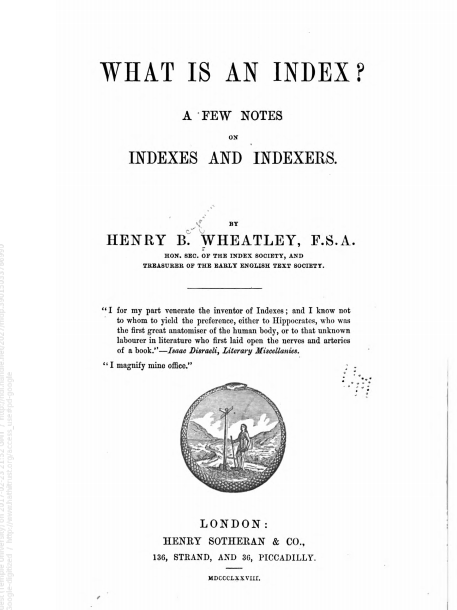 WHAT IS AN INDEX?
A FEW NOTES
ON
INDEXES AND INDEXERS.
BY
HENRY B. WHEATLEY, F.S.A.
HON. SEC. OF THE INDEX SOCIETY, AND
TREASURER OF THE EARLY ENGLISH TEXT SOCIETY.
"I for my part venerate the inventor of Indexes; and I know not
to whom to yield the preference, either to Hippocrates, who was
the first great anatomiser of the human body, or to that unknown
labourer in literature who first laid open the nerves and arteries
of a book."—Isaac Disraeli, Literary Miscellanies.
"I magnify mine office."
LONDON:
HENRY SOTHERAN & CO.,
136, STRAND, AND 36, PICCADILLY.
MDCCCLXXVIII.